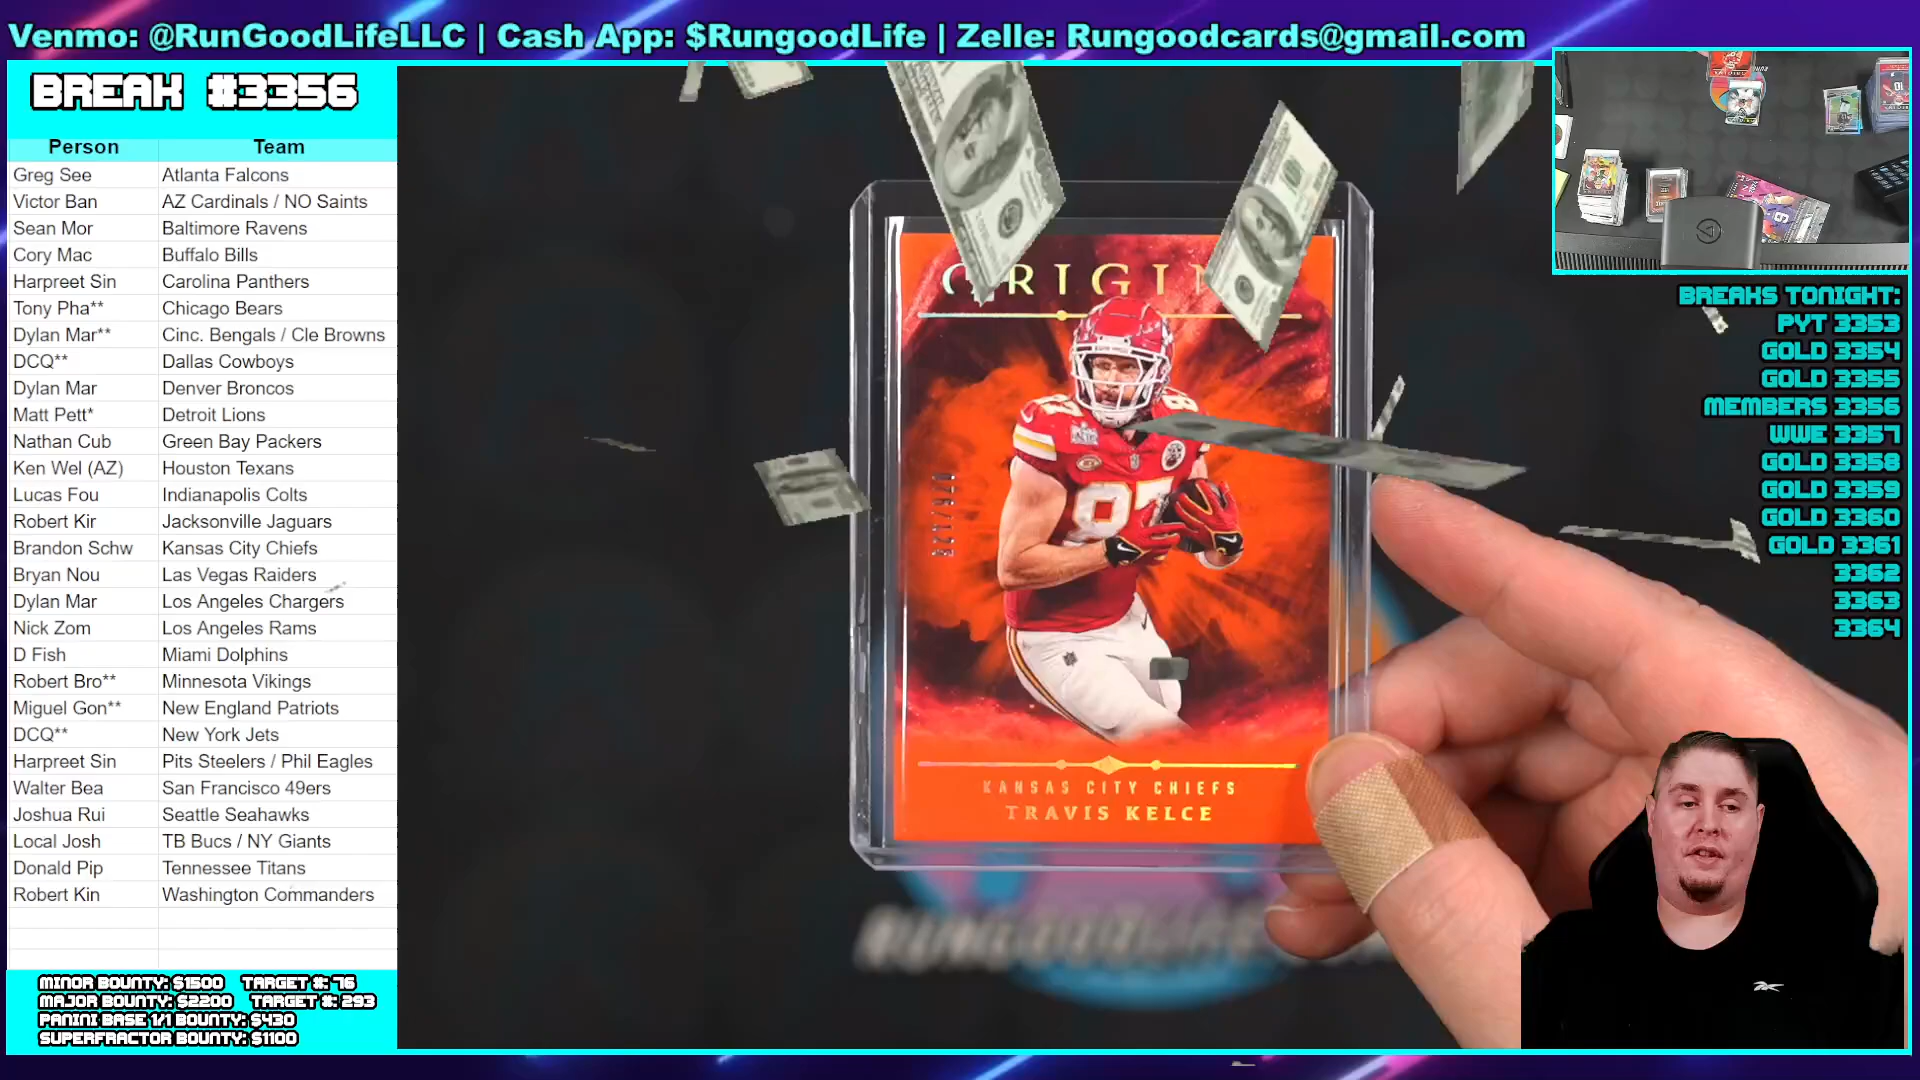 Venmo: @RunGoodLifeLLC | Cash App: $RungoodLife | Zelle: Rungoodcards@gmail.com
BREAK #3356
Person Team
Greg See Atlanta Falcons
Victor Ban AZ Cardinals / NO Saints
Sean Mor Baltimore Ravens
Cory Mac Buffalo Bills
Harpreet Sin Carolina Panthers
Tony Pha** Chicago Bears
Dylan Mar** Cinc. Bengals / Cle Browns
DCQ** Dallas Cowboys
Dylan Mar Denver Broncos
Matt Pett* Detroit Lions
Nathan Cub Green Bay Packers
Ken Wel (AZ) Houston Texans
Lucas Fou Indianapolis Colts
Robert Kir Jacksonville Jaguars
Brandon Schw Kansas City Chiefs
Bryan Nou Las Vegas Raiders
Dylan Mar Los Angeles Chargers
Nick Zom Los Angeles Rams
D Fish Miami Dolphins
Robert Bro** Minnesota Vikings
Miguel Gon** New England Patriots
DCQ** New York Jets
Harpreet Sin Pits Steelers / Phil Eagles
Walter Bea San Francisco 49ers
Joshua Rui Seattle Seahawks
Local Josh TB Bucs / NY Giants
Donald Pip Tennessee Titans
Robert Kin Washington Commanders
MINOR BOUNTY: $1500 TARGET #: 76
MAJOR BOUNTY: $2200 TARGET #: 293
PANINI BASE 1/1 BOUNTY: $430
SUPERFRACTOR BOUNTY: $1100
87
KANSAS CITY CHIEFS
TRAVIS KELCE
BREAKS TONIGHT:
PYT 3353
GOLD 3354
GOLD 3355
MEMBERS 3356
WWE 3357
GOLD 3358
GOLD 3359
GOLD 3360
GOLD 3361
3362
3363
3364